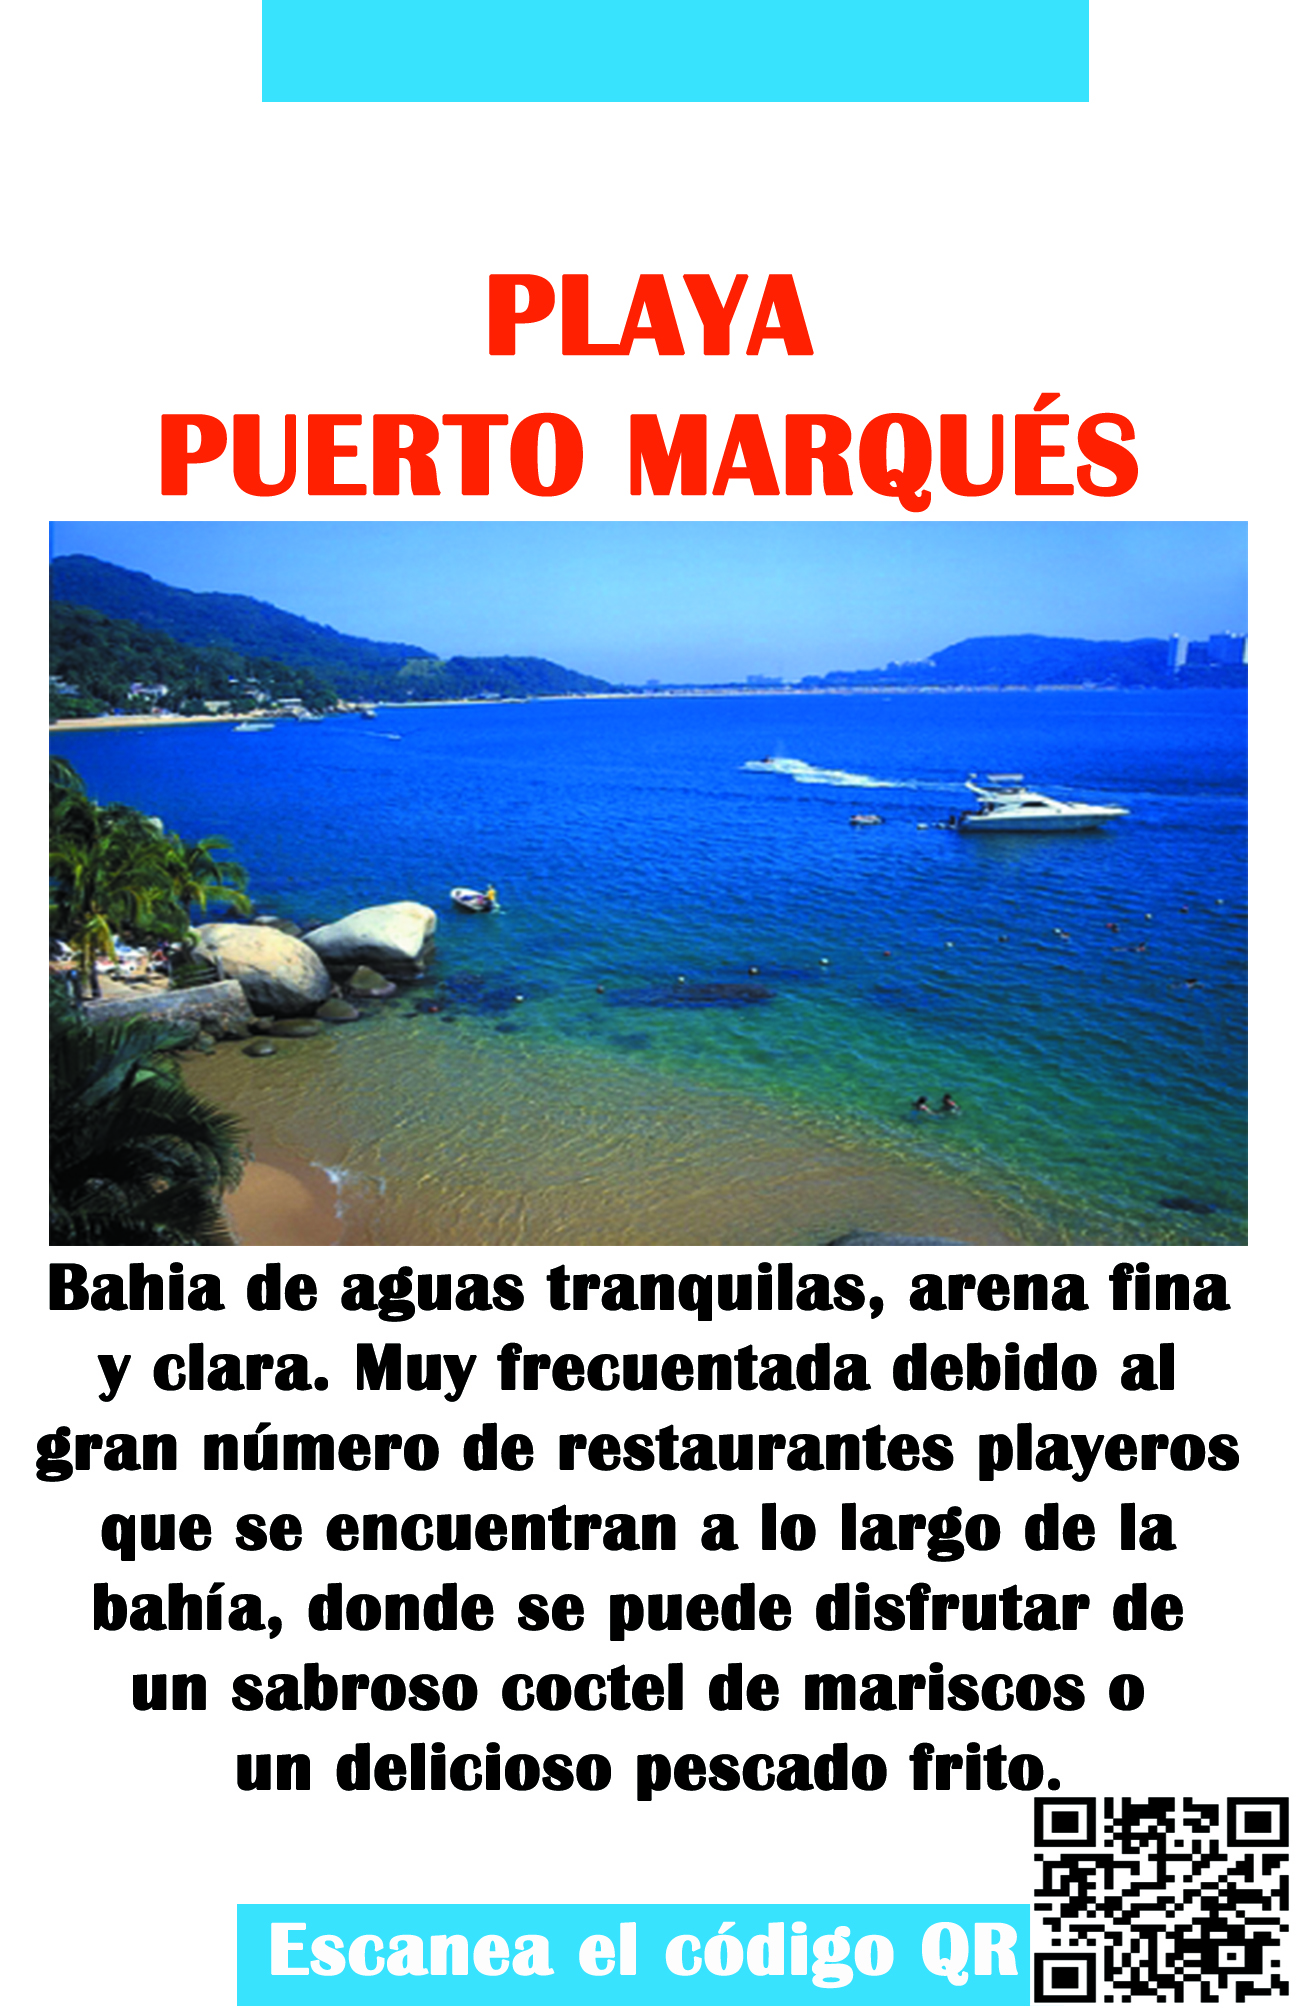 PLAYA
PUERTO MARQUÉS
Bahia de aguas tranquilas, arena fina
y clara. Muy frecuentada debido al
gran número de restaurantes playeros
que se encuentran a lo largo de la
bahía, donde se puede disfrutar de
un sabroso coctel de mariscos o
un delicioso pescado frito.
Escanea el código QR